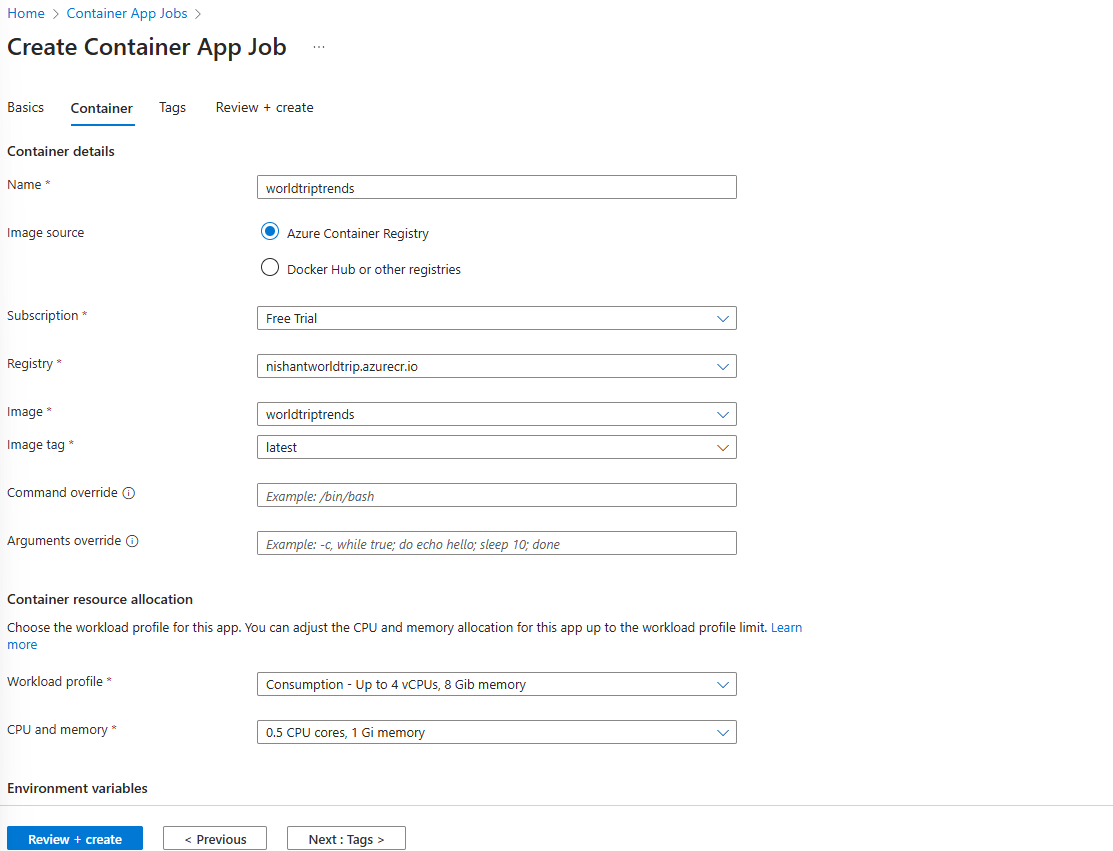 Home > Container App Jobs >
Create Container App Job ...
Basics Container Tags Review + create
Container details
Name * worldtriptrends
Image source Azure Container Registry
Docker Hub or other registries
Subscription * Free Trial
Registry * nishantworldtrip.azurecr.io
Image * worldtriptrends
Image tag * latest
Command override Example: /bin/bash
Arguments override Example: -c, while true; do echo hello; sleep 10; done
Container resource allocation
Choose the workload profile for this app. You can adjust the CPU and memory allocation for this app up to the workload profile limit. Learn
more
Workload profile * Consumption - Up to 4 vCPUs, 8 Gib memory
CPU and memory * 0.5 CPU cores, 1 Gi memory
Environment variables
Review + create < Previous Next : Tags >